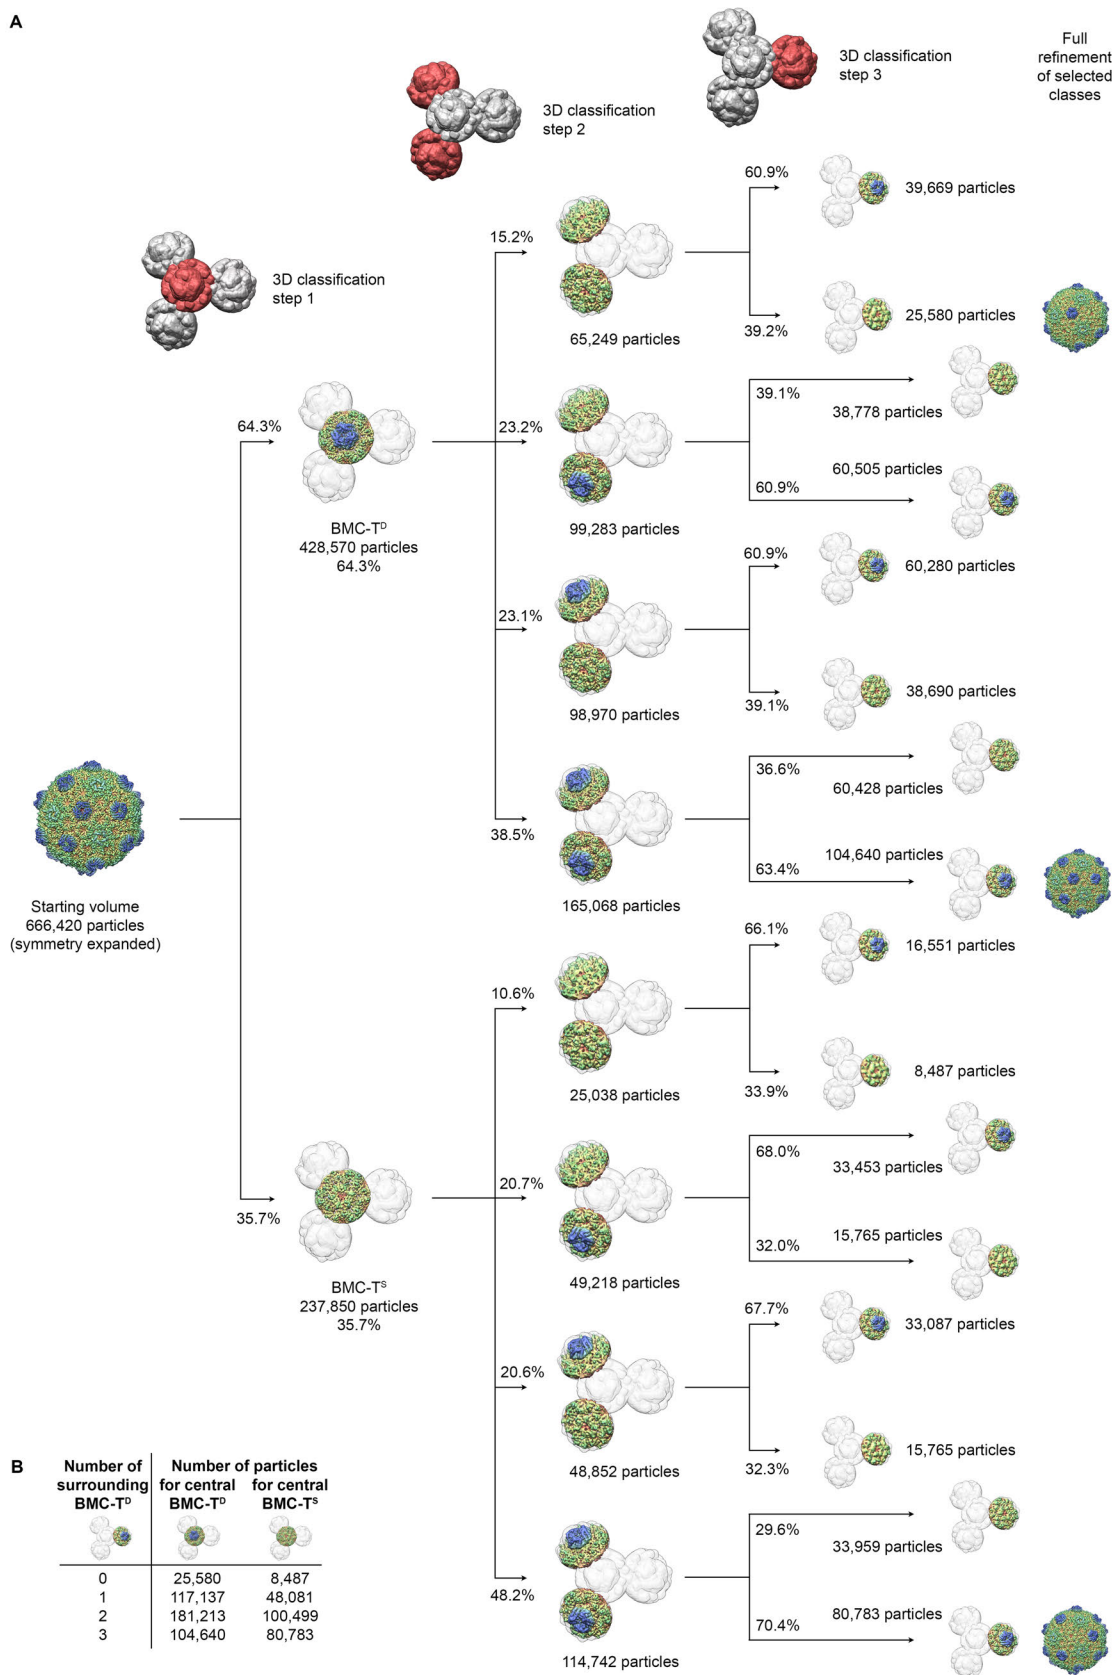 A
3D classification
step 1
3D classification
step 2
3D classification
step 3
Full
refinement
of selected
classes
Starting volume
666,420 particles
(symmetry expanded)
64.3%
BMC-Tᴰ
428,570 particles
64.3%
35.7%
BMC-Tˢ
237,850 particles
35.7%
15.2%
65,249 particles
23.2%
99,283 particles
23.1%
98,970 particles
38.5%
165,068 particles
10.6%
25,038 particles
20.7%
49,218 particles
20.6%
48,852 particles
48.2%
114,742 particles
60.9%
39,669 particles
39.2%
25,580 particles
39.1%
38,778 particles
60,505 particles
60.9%
60.9%
60,280 particles
39.1%
38,690 particles
36.6%
60,428 particles
104,640 particles
63.4%
66.1%
16,551 particles
33.9%
8,487 particles
68.0%
33,453 particles
15,765 particles
32.0%
67.7%
33,087 particles
32.3%
15,765 particles
29.6%
33,959 particles
80,783 particles
70.4%
B
Number of surrounding BMC-Tᴰ
Number of particles
for central BMC-Tᴰ
for central BMC-Tˢ
0 25,580 8,487
1 117,137 48,081
2 181,213 100,499
3 104,640 80,783